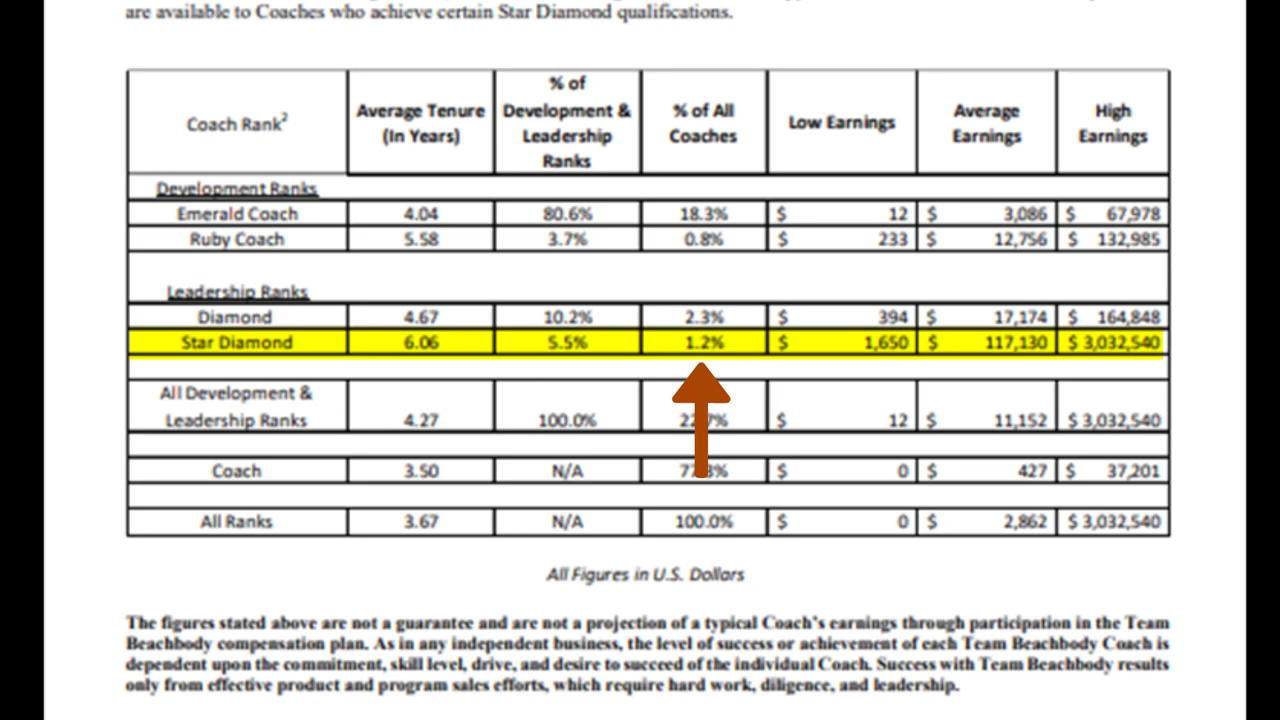 are available to Coaches who achieve certain Star Diamond qualifications.
Coach Rank2 Average Tenure (In Years) % of Development & Leadership Ranks % of All Coaches Low Earnings Average Earnings High Earnings
Development Ranks
Emerald Coach 4.04 80.6% 18.3% $ 12 $ 3,086 $ 67,978
Ruby Coach 5.58 3.7% 0.8% $ 233 $ 12,756 $ 132,985
Leadership Ranks
Diamond 4.67 10.2% 2.3% $ 394 $ 17,174 $ 164,848
Star Diamond 6.06 5.5% 1.2% $ 1,650 $ 117,130 $ 3,032,540
All Development &
Leadership Ranks 4.27 100.0% $ 12 $ 11,152 $ 3,032,540
Coach 3.50 N/A $ 0 $ 427 $ 37,201
All Ranks 3.67 N/A 100.0% $ 0 $ 2,862 $ 3,032,540
All Figures in U.S. Dollars
The figures stated above are not a guarantee and are not a projection of a typical Coach's earnings through participation in the Team
Beachbody compensation plan. As in any independent business, the level of success or achievement of each Team Beachbody Coach is
dependent upon the commitment, skill level, drive, and desire to succeed of the individual Coach. Success with Team Beachbody results
only from effective product and program sales efforts, which require hard work, diligence, and leadership.